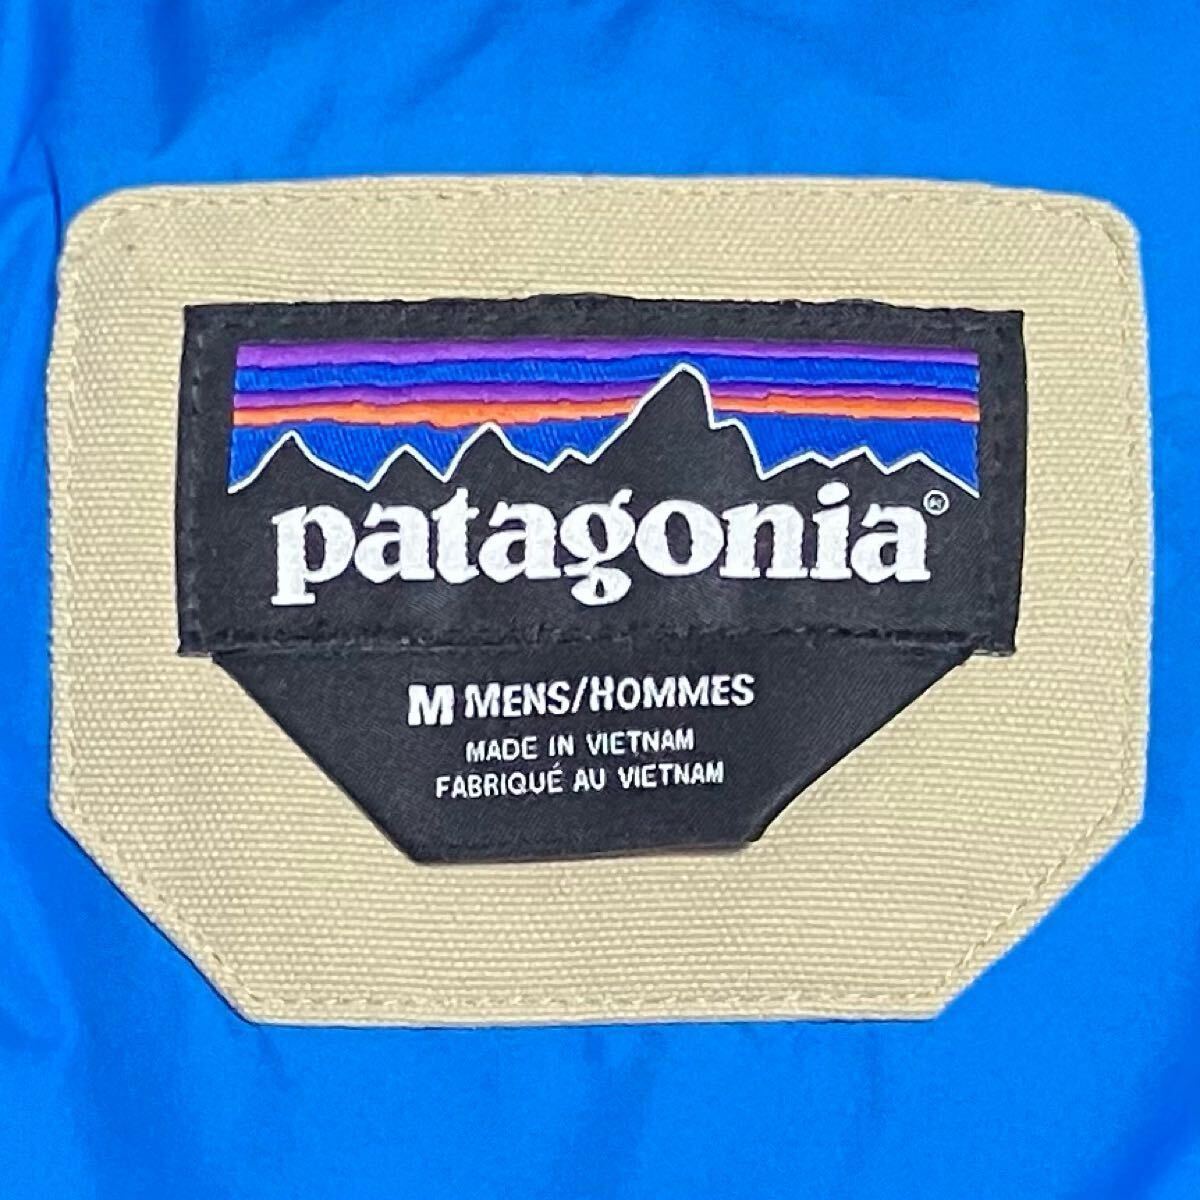 patagonia®
M MENS/HOMMES
MADE IN VIETNAM
FABRIQUÉ AU VIETNAM